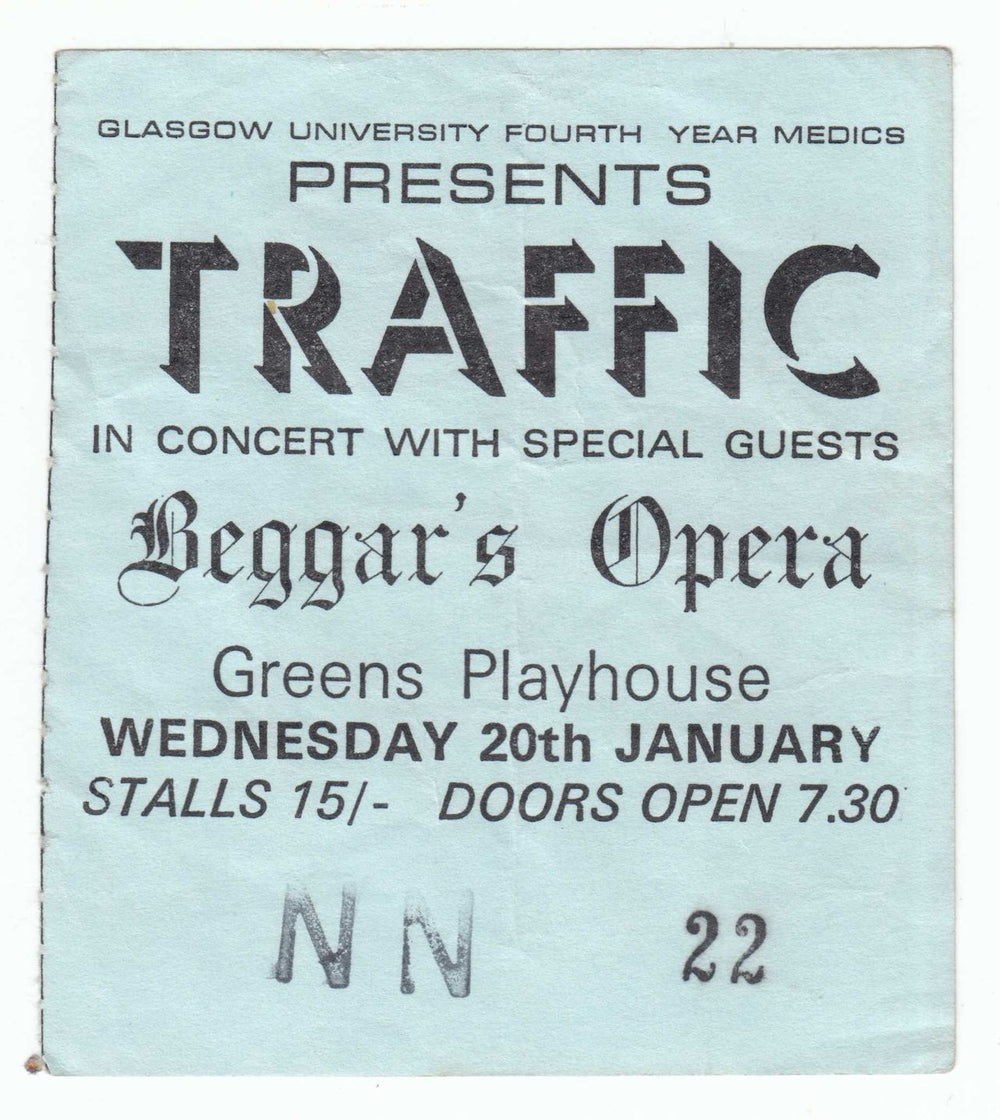 GLASGOW UNIVERSITY FOURTH YEAR MEDICS
PRESENTS
TRAFFIC
IN CONCERT WITH SPECIAL GUESTS
Beggar's Opera
Greens Playhouse
WEDNESDAY 20th JANUARY
STALLS 15/- DOORS OPEN 7.30
NN 22